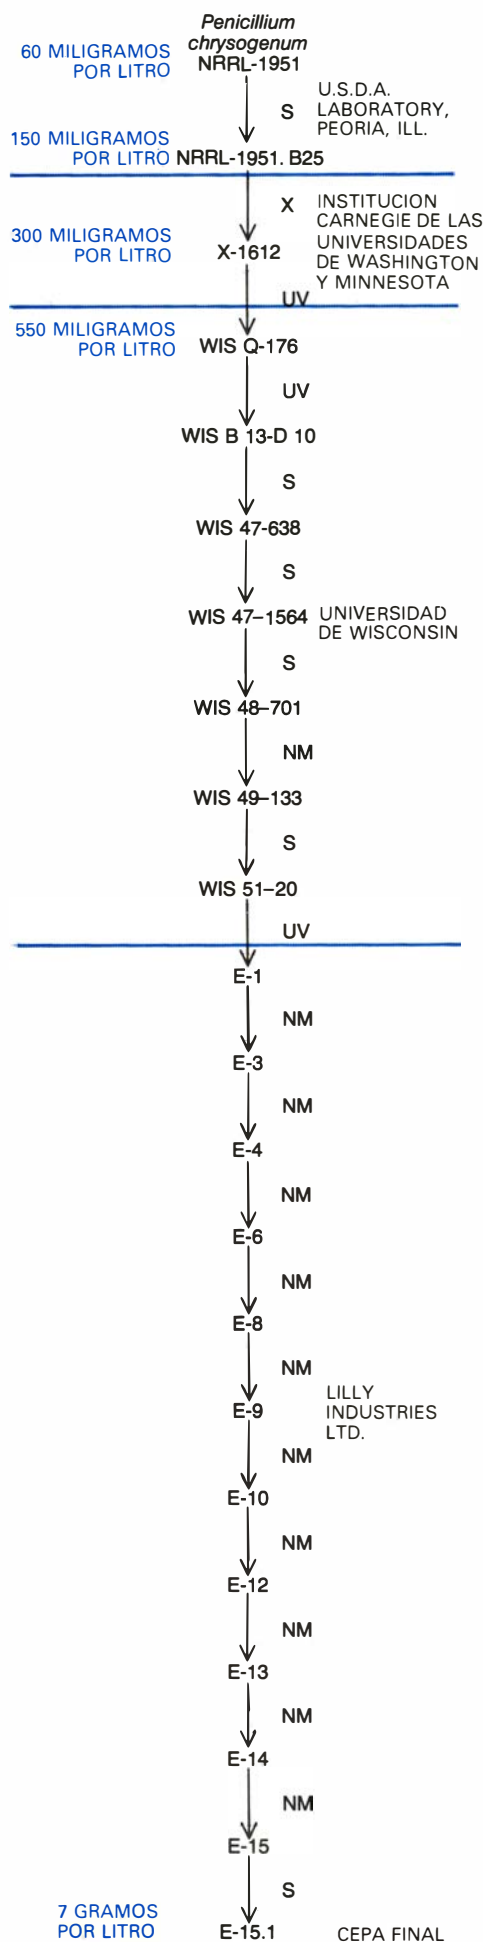 Penicillium
chrysogenum
NRRL-1951
60 MILIGRAMOS
POR LITRO
S
U.S.D.A.
LABORATORY,
PEORIA, ILL.
150 MILIGRAMOS
POR LITRO
NRRL-1951. B25
X
INSTITUCION
CARNEGIE DE LAS
UNIVERSIDADES
DE WASHINGTON
Y MINNESOTA
300 MILIGRAMOS
POR LITRO
X-1612
UV
550 MILIGRAMOS
POR LITRO
WIS Q-176
UV
WIS B 13-D 10
S
WIS 47-638
S
WIS 47–1564
UNIVERSIDAD
DE WISCONSIN
S
WIS 48–701
NM
WIS 49–133
S
WIS 51–20
UV
E-1
NM
E-3
NM
E-4
NM
E-6
NM
E-8
NM
E-9
LILLY
INDUSTRIES
LTD.
NM
E-10
NM
E-12
NM
E-13
NM
E-14
NM
E-15
S
7 GRAMOS
POR LITRO
E-15.1
CEPA FINAL